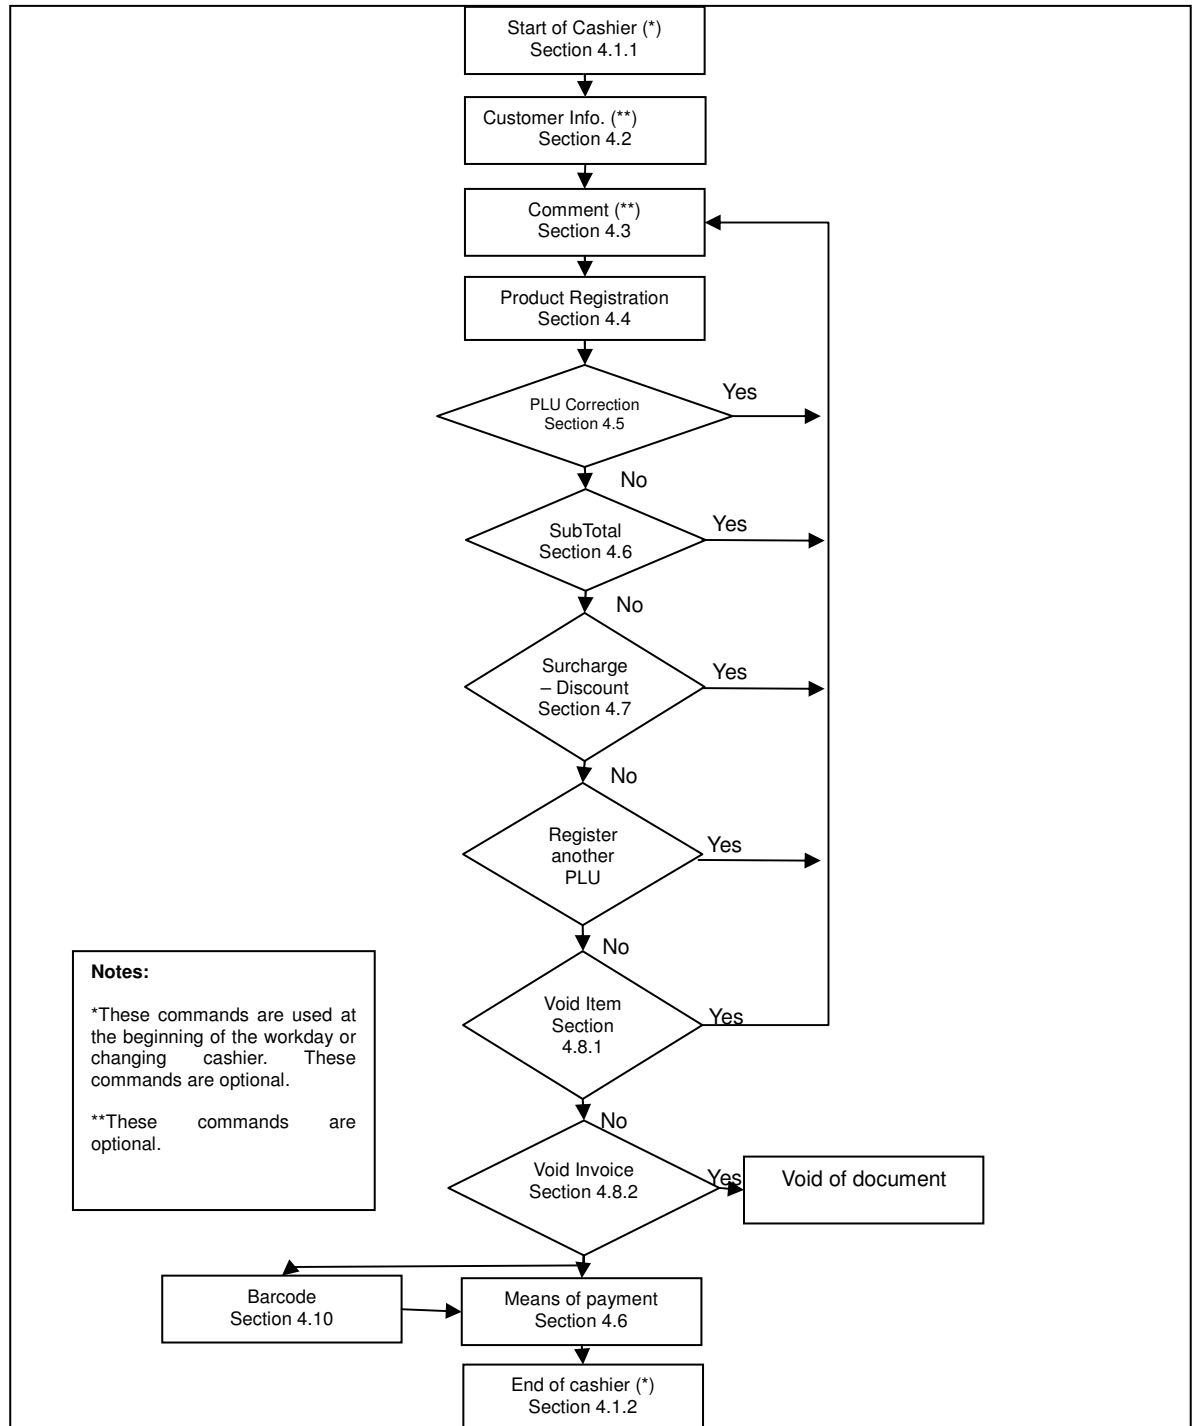 Start of Cashier (*)
Section 4.1.1
Customer Info. (**)
Section 4.2
Comment (**)
Section 4.3
Product Registration
Section 4.4
PLU Correction
Section 4.5
Yes
No
SubTotal
Section 4.6
Yes
No
Surcharge
– Discount
Section 4.7
Yes
No
Register
another
PLU
Yes
No
Void Item
Section
4.8.1
Yes
No
Notes:
*These commands are used at
the beginning of the workday or
changing cashier. These
commands are optional.
**These commands are
optional.
Void Invoice
Section 4.8.2
Yes
Void of document
Barcode
Section 4.10
Means of payment
Section 4.6
End of cashier (*)
Section 4.1.2